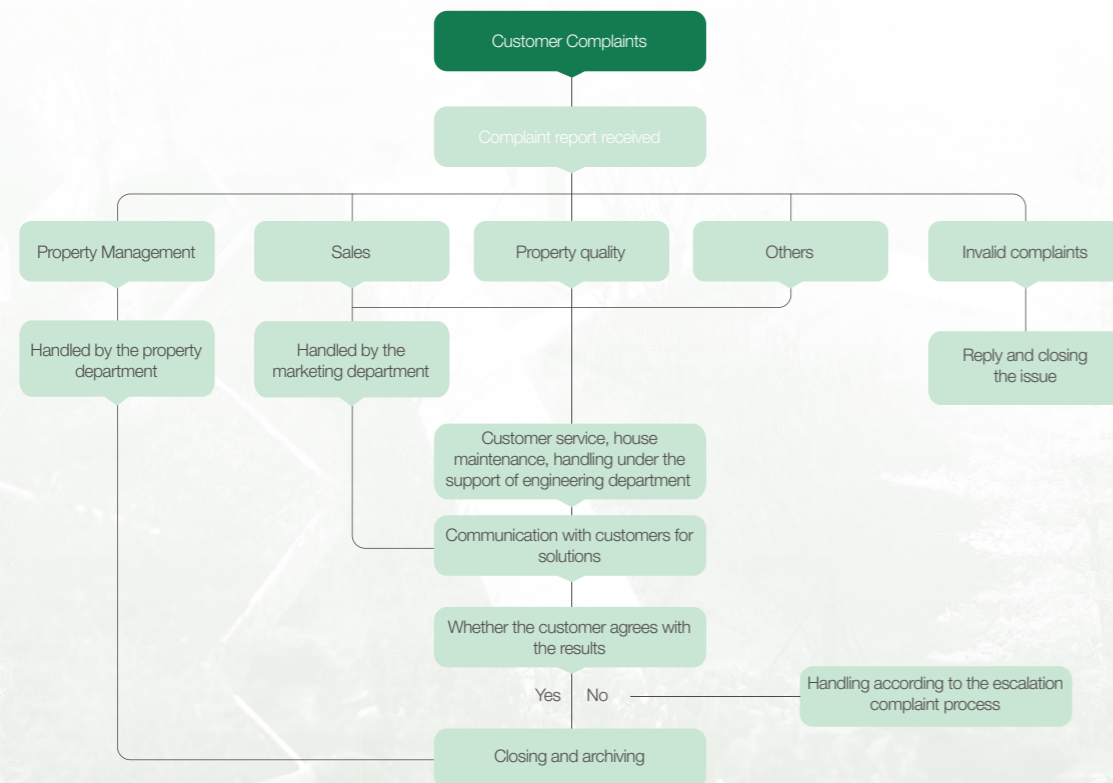 Customer Complaints
Complaint report received
Property Management
Sales
Property quality
Others
Invalid complaints
Handled by the property
department
Handled by the
marketing department
Reply and closing
the issue
Customer service, house
maintenance, handling under the
support of engineering department
Communication with customers for
solutions
Whether the customer agrees with
the results
Yes
No
Handling according to the escalation
complaint process
Closing and archiving